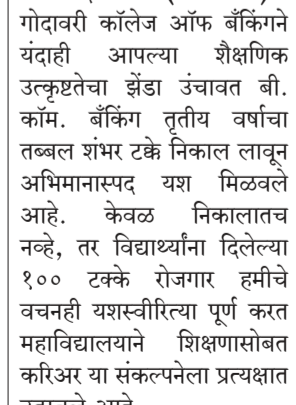 गोदावरी कॉलेज ऑफ बँकिंगने
यंदाही आपल्या शैक्षणिक
उत्कृष्टतेचा झेंडा उंचावत बी.
कॉम. बँकिंग तृतीय वर्षाचा
तब्बल शंभर टक्के निकाल लावून
अभिमानास्पद यश मिळवले
आहे. केवळ निकालातच
नव्हे, तर विद्यार्थ्यांना दिलेल्या
१०० टक्के रोजगार हमीचे
वचनही यशस्वीरित्या पूर्ण करत
महाविद्यालयाने शिक्षणासोबत
करिअर या संकल्पनेला प्रत्यक्षात